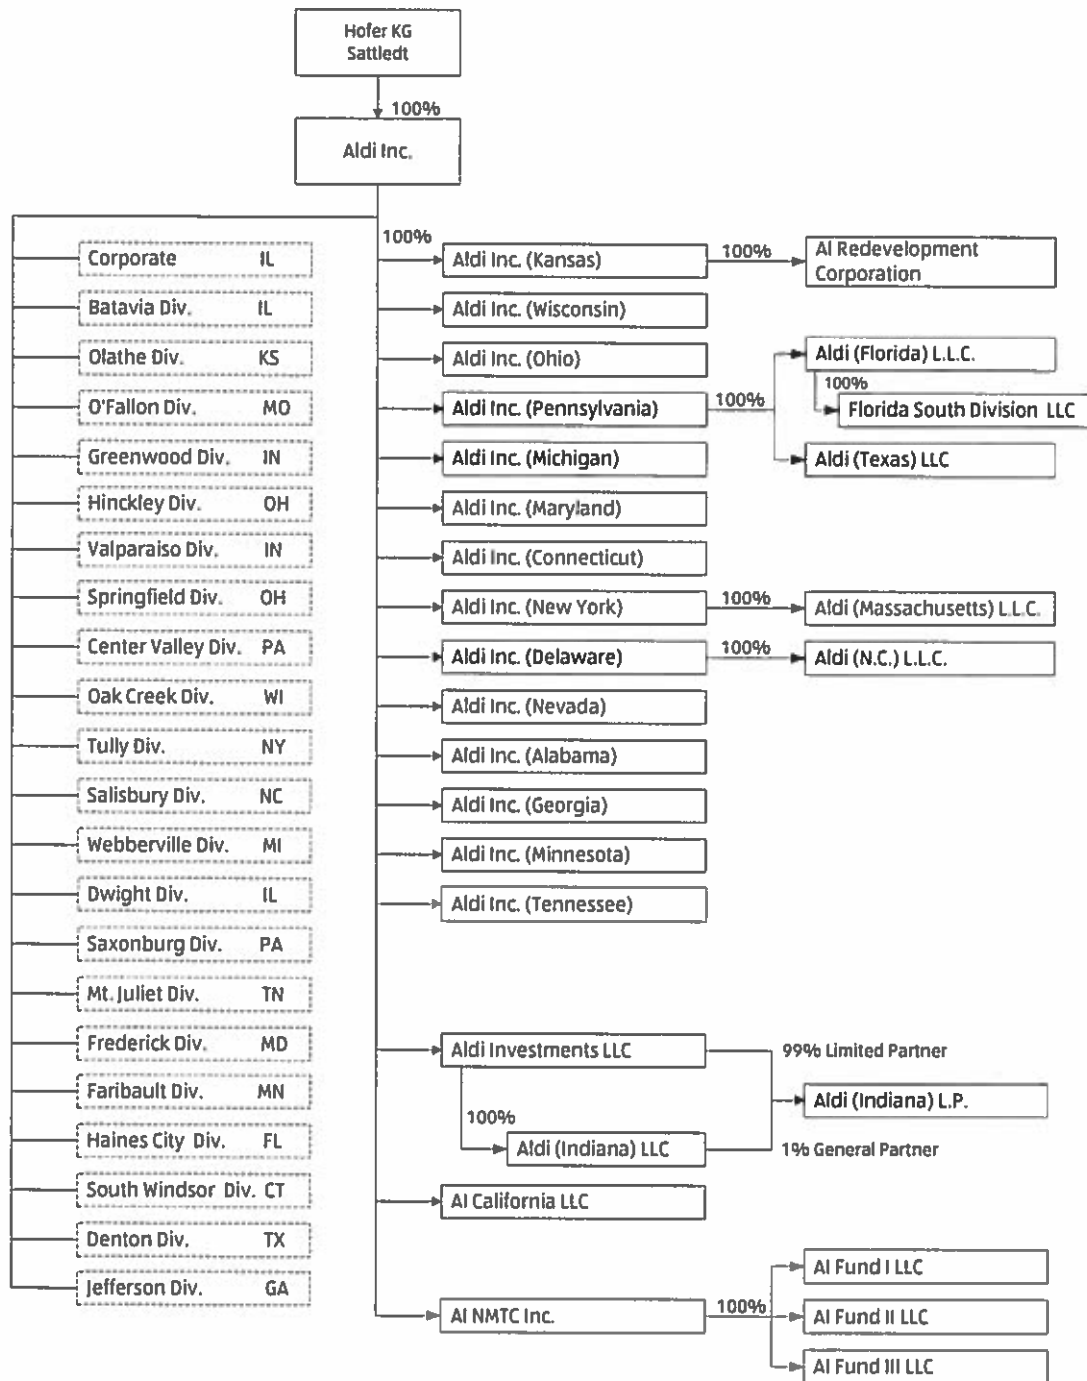 Hofer KG
Sattledt
100%
Aldi Inc.
Corporate IL
Batavia Div. IL
Olathe Div. KS
O'Fallon Div. MO
Greenwood Div. IN
Hinckley Div. OH
Valparaiso Div. IN
Springfield Div. OH
Center Valley Div. PA
Oak Creek Div. WI
Tully Div. NY
Salisbury Div. NC
Webberville Div. MI
Dwight Div. IL
Saxonburg Div. PA
Mt. Juliet Div. TN
Frederick Div. MD
Faribault Div. MN
Haines City Div. FL
South Windsor Div. CT
Denton Div. TX
Jefferson Div. GA
100%
Aldi Inc. (Kansas)
100%
AI Redevelopment
Corporation
Aldi Inc. (Wisconsin)
Aldi Inc. (Ohio)
Aldi Inc. (Pennsylvania)
100%
Aldi (Florida) L.L.C.
100%
Florida South Division LLC
Aldi (Texas) LLC
Aldi Inc. (Michigan)
Aldi Inc. (Maryland)
Aldi Inc. (Connecticut)
Aldi Inc. (New York)
100%
Aldi (Massachusetts) L.L.C.
Aldi Inc. (Delaware)
100%
Aldi (N.C.) L.L.C.
Aldi Inc. (Nevada)
Aldi Inc. (Alabama)
Aldi Inc. (Georgia)
Aldi Inc. (Minnesota)
Aldi Inc. (Tennessee)
Aldi Investments LLC
99% Limited Partner
100%
Aldi (Indiana) LLC
Aldi (Indiana) L.P.
1% General Partner
AI California LLC
AI NMTC Inc.
100%
AI Fund I LLC
AI Fund II LLC
AI Fund III LLC